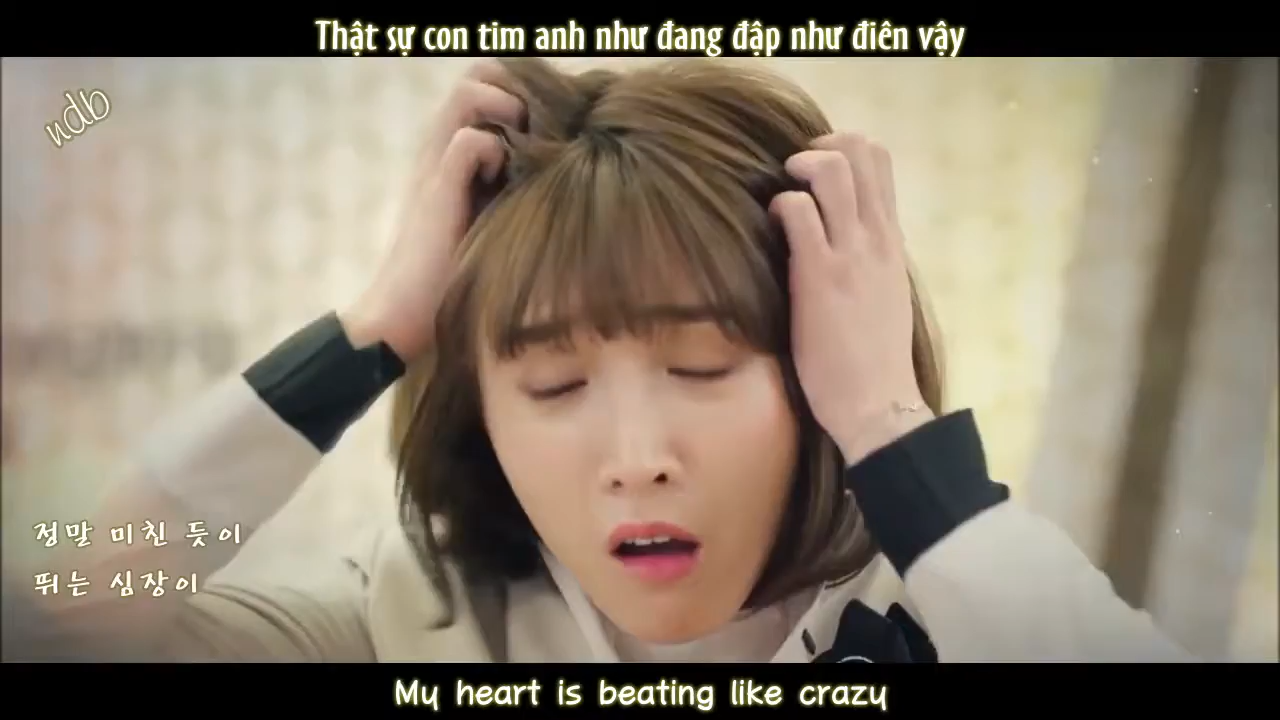 Thật sự con tim anh như đang đập như điên vậy
ndb
정말 미친 듯이
뛰는 심장이
My heart is beating like crazy